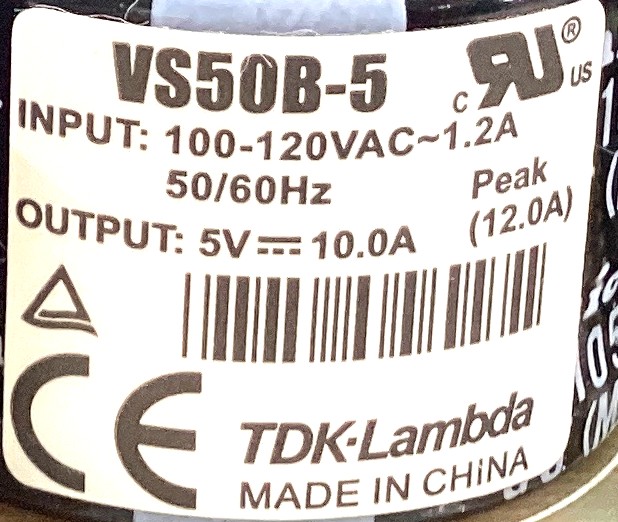 VS50B-5
C RU® US
INPUT: 100-120VAC~1.2A
50/60Hz
OUTPUT: 5V⎓10.0A
Peak
(12.0A)
CE
TDK-Lambda
MADE IN CHINA